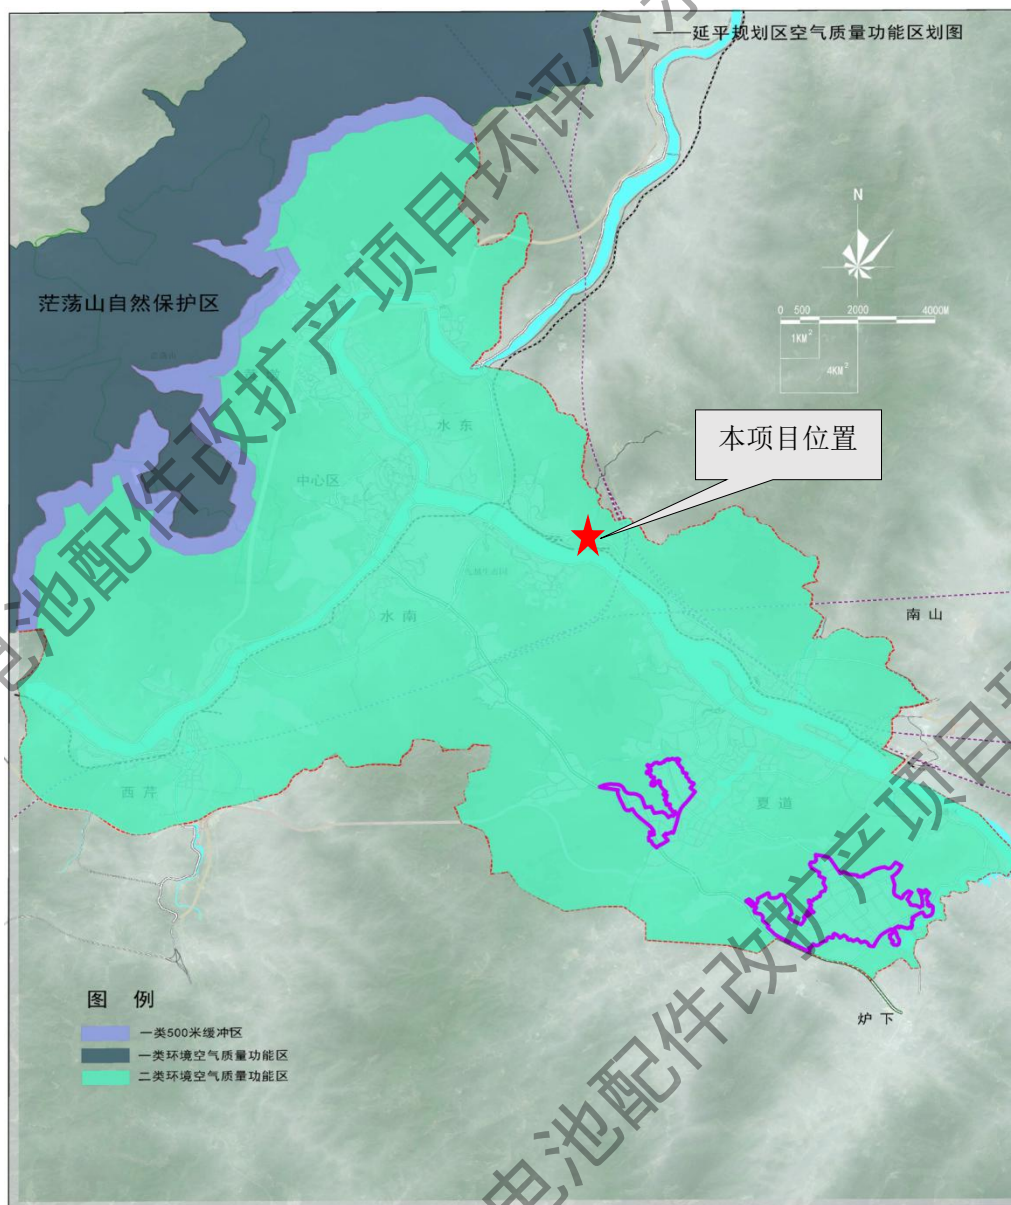 ——延平规划区空气质量功能区划图
N
茫荡山自然保护区
0 500 2000 4000M
1KM²
4KM²
本项目位置
水东
中心区
水南
南山
西芹
夏道
炉下
图 例
一类500米缓冲区
一类环境空气质量功能区
二类环境空气质量功能区
电池配件改扩产项目环评公示
电池配件改扩产项目环